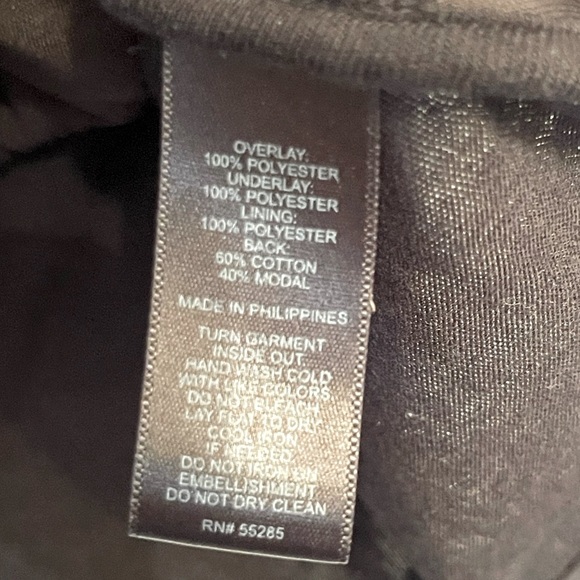 OVERLAY:
100% POLYESTER
UNDERLAY:
100% POLYESTER
LINING:
100% POLYESTER
BACK:
60% COTTON
40% MODAL
MADE IN PHILIPPINES
TURN GARMENT
INSIDE OUT
HAND WASH COLD
WITH LIKE COLORS
DO NOT BLEACH
LAY FLAT TO DRY
COOL IRON
IF NEEDED
DO NOT IRON ON
EMBELLISHMENT
DO NOT DRY CLEAN
RN# 55285